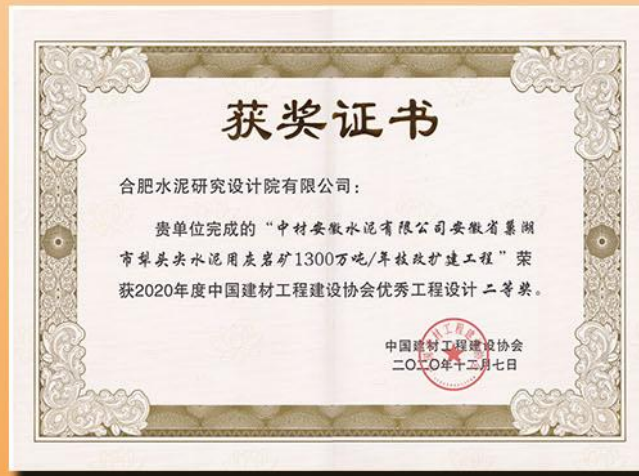 获奖证书
合肥水泥研究设计院有限公司：
贵单位完成的“中材安徽水泥有限公司安徽省巢湖
市犁头尖水泥用灰岩矿1300万吨/年技改扩建工程”荣
获2020年度中国建材工程建设协会优秀工程设计二等奖。
中国建材工程建设协会
二〇二〇年十二月七日